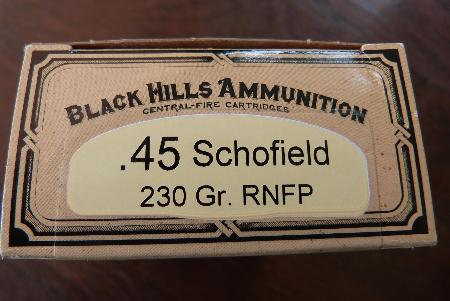 BLACK HILLS AMMUNITION
CENTRAL-FIRE CARTRIDGES
.45 Schofield
230 Gr. RNFP